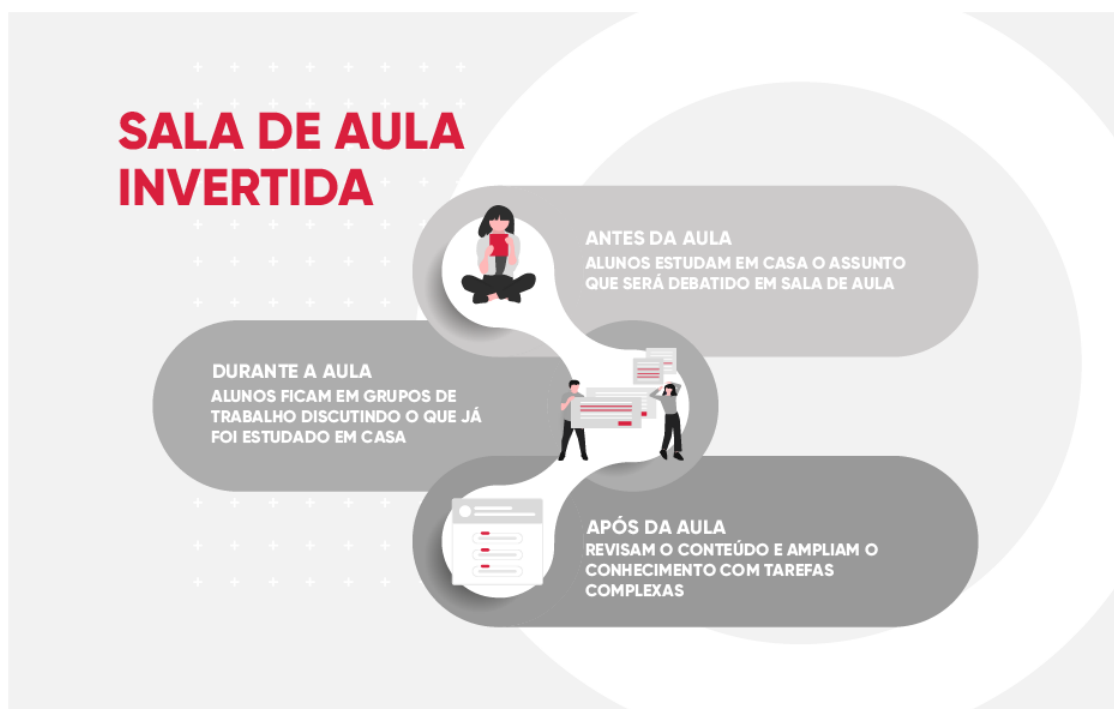 SALA DE AULA
INVERTIDA
ANTES DA AULA
ALUNOS ESTUDAM EM CASA O ASSUNTO
QUE SERÁ DEBATIDO EM SALA DE AULA
DURANTE A AULA
ALUNOS FICAM EM GRUPOS DE
TRABALHO DISCUTINDO O QUE JÁ
FOI ESTUDADO EM CASA
APÓS DA AULA
REVISAM O CONTEÚDO E AMPLIAM O
CONHECIMENTO COM TAREFAS
COMPLEXAS